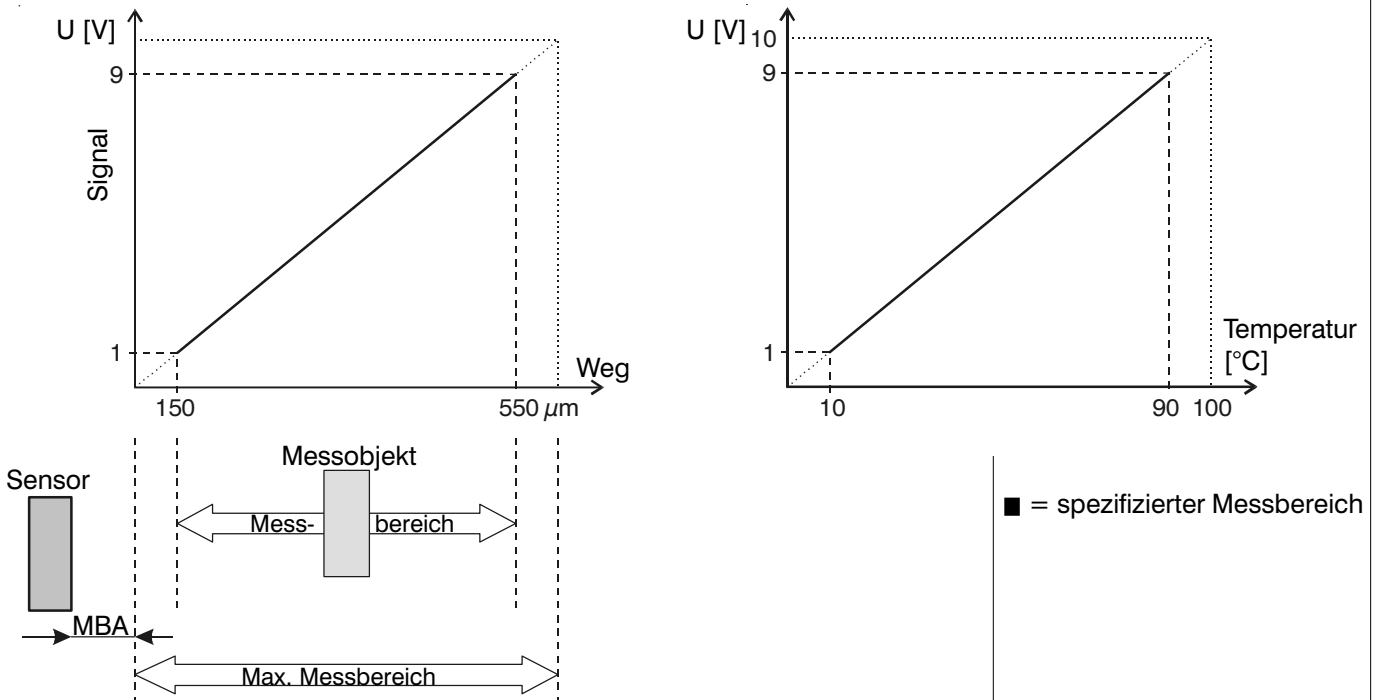 U [V]
9
Signal
1
Weg
150
550 µm
U [V]
10
9
1
Temperatur
[°C]
10
90
100
Messobjekt
Sensor
Mess-
bereich
MBA
Max. Messbereich
■ = spezifizierter Messbereich